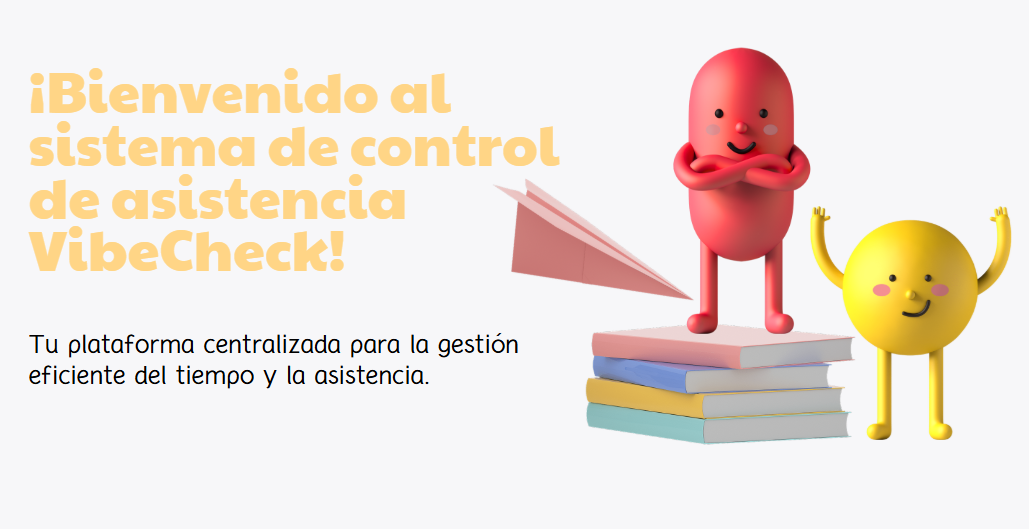 ¡Bienvenido al
sistema de control
de asistencia
VibeCheck!
Tu plataforma centralizada para la gestión
eficiente del tiempo y la asistencia.